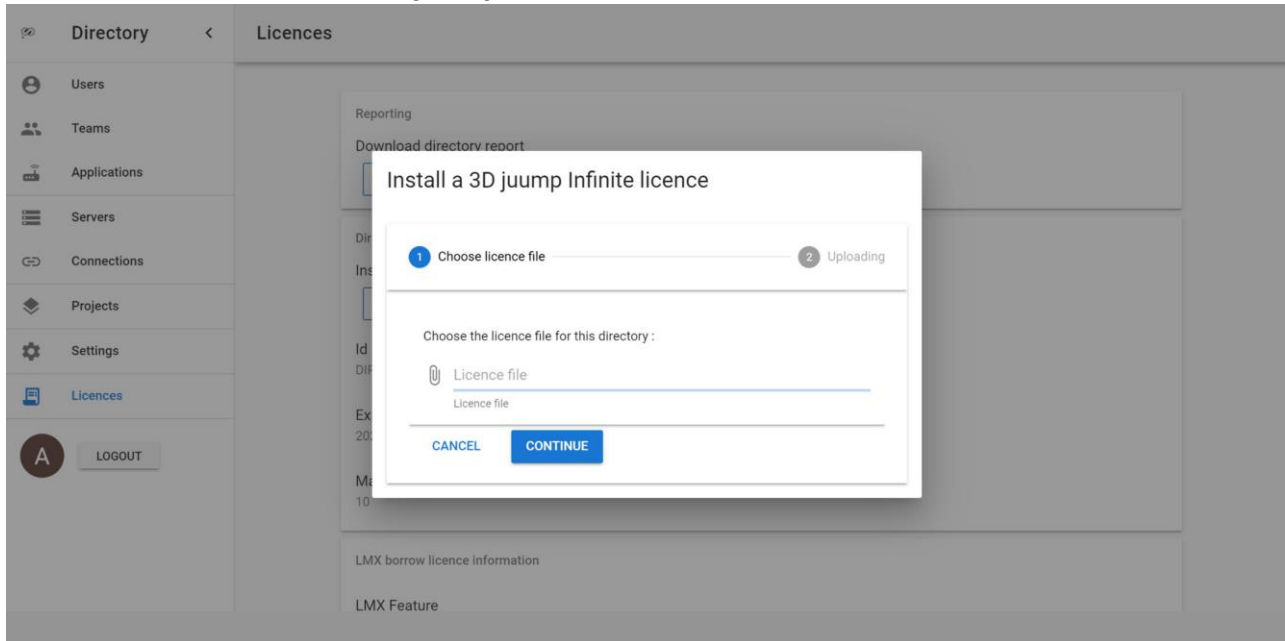 Directory
Licences
Users
Teams
Applications
Servers
Connections
Projects
Settings
Licences
A
LOGOUT
Reporting
Download directory report
Install a 3D juump Infinite licence
1 Choose licence file
2 Uploading
Choose the licence file for this directory :
Licence file
Licence file
CANCEL
CONTINUE
Id
10
LMX borrow licence information
LMX Feature